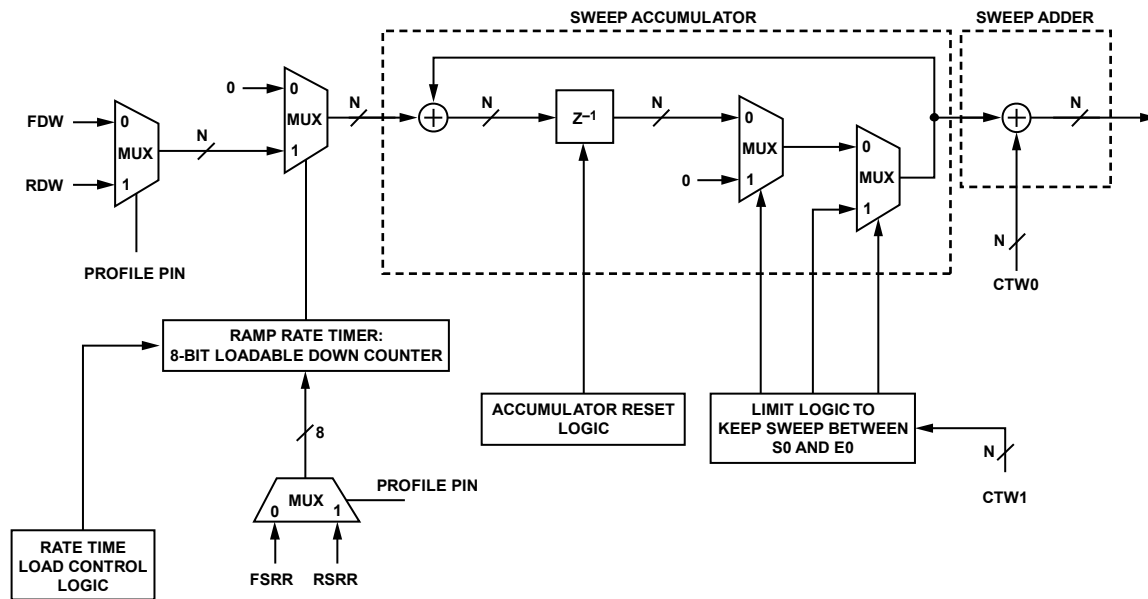 SWEEP ACCUMULATOR
SWEEP ADDER
0
0
MUX
1
N
N
Z⁻¹
N
0
MUX
1
0
0
MUX
1
N
FDW
RDW
0
MUX
1
N
PROFILE PIN
N
CTW0
RAMP RATE TIMER:
8-BIT LOADABLE DOWN COUNTER
ACCUMULATOR RESET
LOGIC
LIMIT LOGIC TO
KEEP SWEEP BETWEEN
S0 AND E0
N
CTW1
8
PROFILE PIN
MUX
0
1
FSRR
RSRR
RATE TIME
LOAD CONTROL
LOGIC